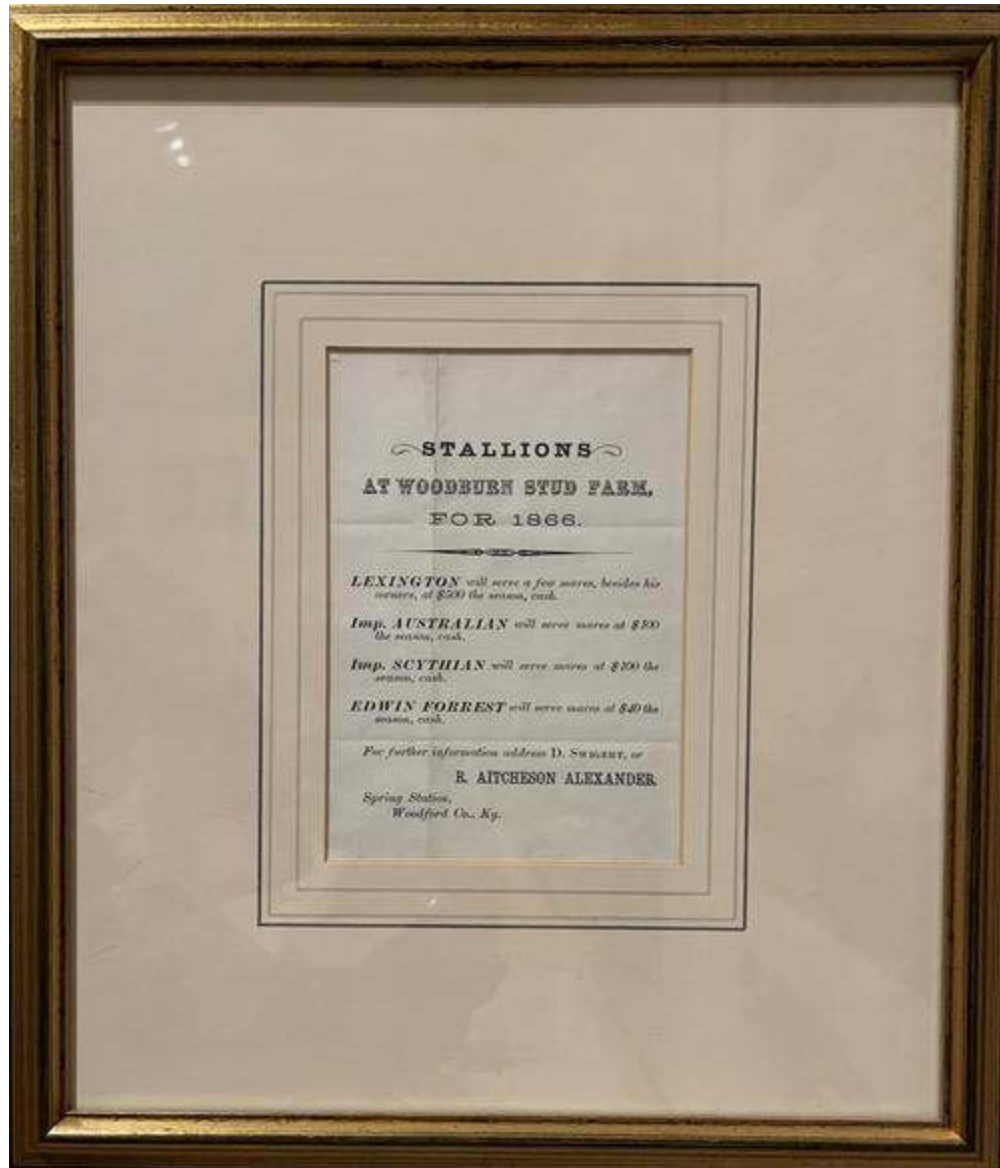 STALLIONS
AT WOODBURN STUD FARM,
FOR 1866.
LEXINGTON will serve a few mares, besides his
owners, at $500 the season, cash.
Imp. AUSTRALIAN will serve mares at $100
the season, cash.
Imp. SCYTHIAN will serve mares at $100 the
season, cash.
EDWIN FORREST will serve mares at $40 the
season, cash.
For further information address D. SWIGERT, or
R. AITCHESON ALEXANDER.
Spring Station,
Woodford Co., Ky.